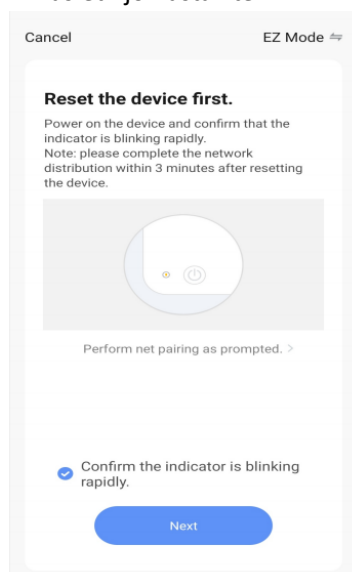 Cancel
EZ Mode
Reset the device first.
Power on the device and confirm that the
indicator is blinking rapidly.
Note: please complete the network
distribution within 3 minutes after resetting
the device.
Perform net pairing as prompted. >
Confirm the indicator is blinking
rapidly.
Next